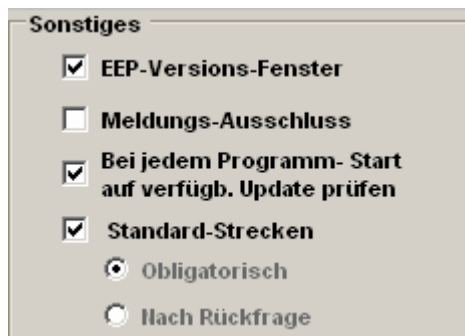 Sonstiges
EEP-Versions-Fenster
Meldungs-Ausschluss
Bei jedem Programm- Start
auf verfügb. Update prüfen
Standard-Strecken
Obligatorisch
Nach Rückfrage